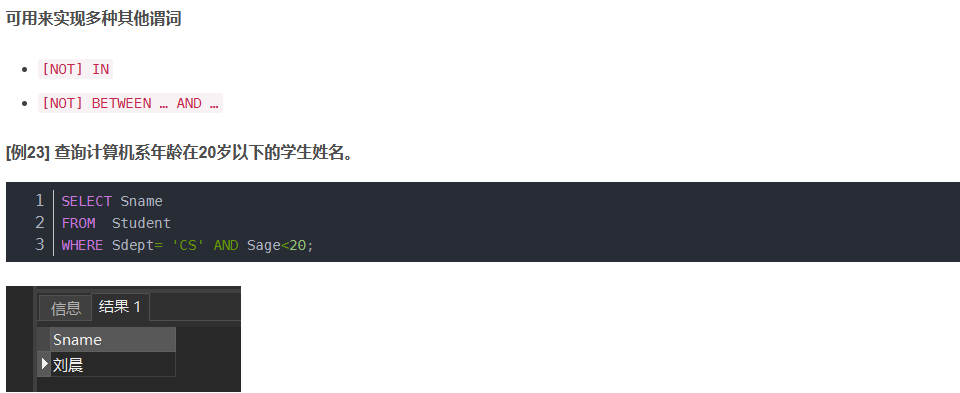 可用来实现多种其他谓词
[NOT] IN
[NOT] BETWEEN … AND …
[例23] 查询计算机系年龄在20岁以下的学生姓名。
1 SELECT Sname
2 FROM  Student
3 WHERE Sdept= 'CS' AND Sage<20;
信息 结果 1
Sname
刘晨